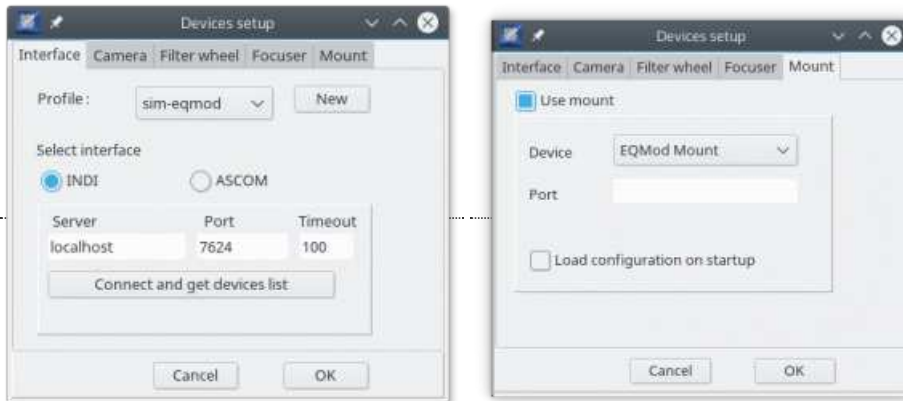 Devices setup
Interface Camera Filter wheel Focuser Mount
Profile : sim-eqmod New
Select interface
INDI ASCOM
Server Port Timeout
localhost 7624 100
Connect and get devices list
Cancel OK
Devices setup
Interface Camera Filter wheel Focuser Mount
Use mount
Device EQMod Mount
Port
Load configuration on startup
Cancel OK